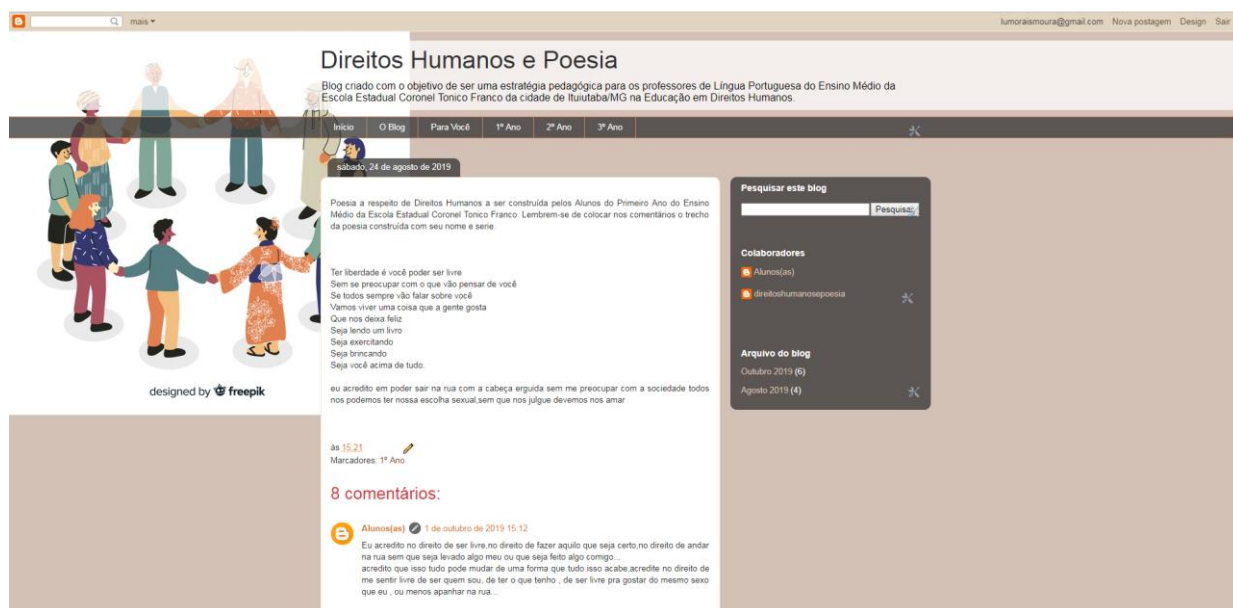 mais
lumoraismoura@gmail.com Nova postagem Design Sair
Direitos Humanos e Poesia
Blog criado com o objetivo de ser uma estratégia pedagógica para os professores de Língua Portuguesa do Ensino Médio da
Escola Estadual Coronel Tonico Franco da cidade de Ituiutaba/MG na Educação em Direitos Humanos.
Início O Blog Para Você 1º Ano 2º Ano 3º Ano
sábado, 24 de agosto de 2019
Poesia a respeito de Direitos Humanos a ser construída pelos Alunos do Primeiro Ano do Ensino
Médio da Escola Estadual Coronel Tonico Franco. Lembrem-se de colocar nos comentários o trecho
da poesia construída com seu nome e serie.
Ter liberdade é você poder ser livre
Sem se preocupar com o que vão pensar de você
Se todos sempre vão falar sobre você
Vamos viver uma coisa que a gente gosta
Que nos deixa feliz
Seja lendo um livro
Seja exercitando
Seja brincando
Seja você acima de tudo.
eu acredito em poder sair na rua com a cabeça erguida sem me preocupar com a sociedade todos
nos podemos ter nossa escolha sexual,sem que nos julgue devemos nos amar
às 15:21
Marcadores: 1º Ano
8 comentários:
Alunos(as) 1 de outubro de 2019 15:12
Eu acredito no direito de ser livre,no direito de fazer aquilo que seja certo,no direito de andar
na rua sem que seja levado algo meu ou que seja feito algo comigo...
acredito que isso tudo pode mudar de uma forma que tudo isso acabe,acredite no direito de
me sentir livre de ser quem sou, de ter o que tenho , de ser livre pra gostar do mesmo sexo
que eu , ou menos apanhar na rua...
Pesquisar este blog
Pesquisar
Colaboradores
Alunos(as)
direitoshumanosepoesia
Arquivo do blog
Outubro 2019 (6)
Agosto 2019 (4)
designed by freepik